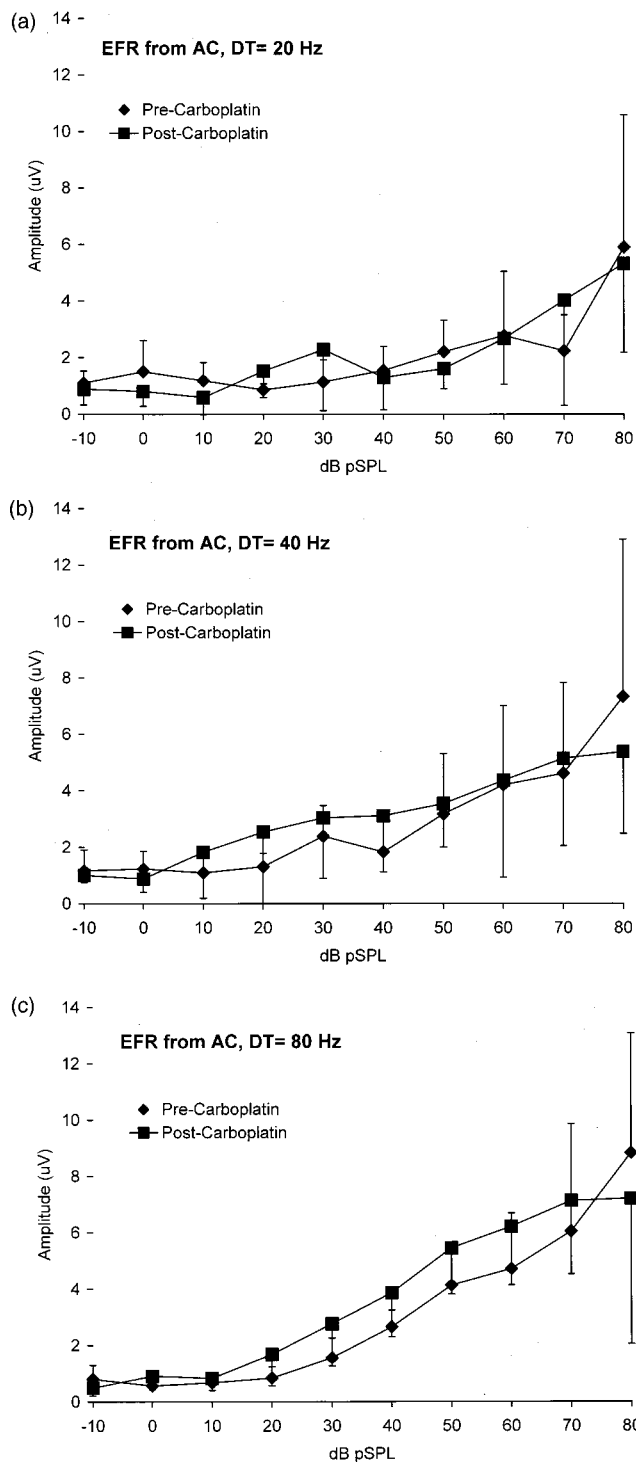 (a)
14
12
10
8
6
4
2
0
EFR from AC, DT= 20 Hz
Pre-Carboplatin
Post-Carboplatin
Amplitude (uV)
-10 0 10 20 30 40 50 60 70 80
dB pSPL
(b)
14
12
10
8
6
4
2
0
EFR from AC, DT= 40 Hz
Pre-Carboplatin
Post-Carboplatin
Amplitude (uV)
-10 0 10 20 30 40 50 60 70 80
dB pSPL
(c)
14
12
10
8
6
4
2
0
EFR from AC, DT= 80 Hz
Pre-Carboplatin
Post-Carboplatin
Amplitude (uV)
-10 0 10 20 30 40 50 60 70 80
dB pSPL